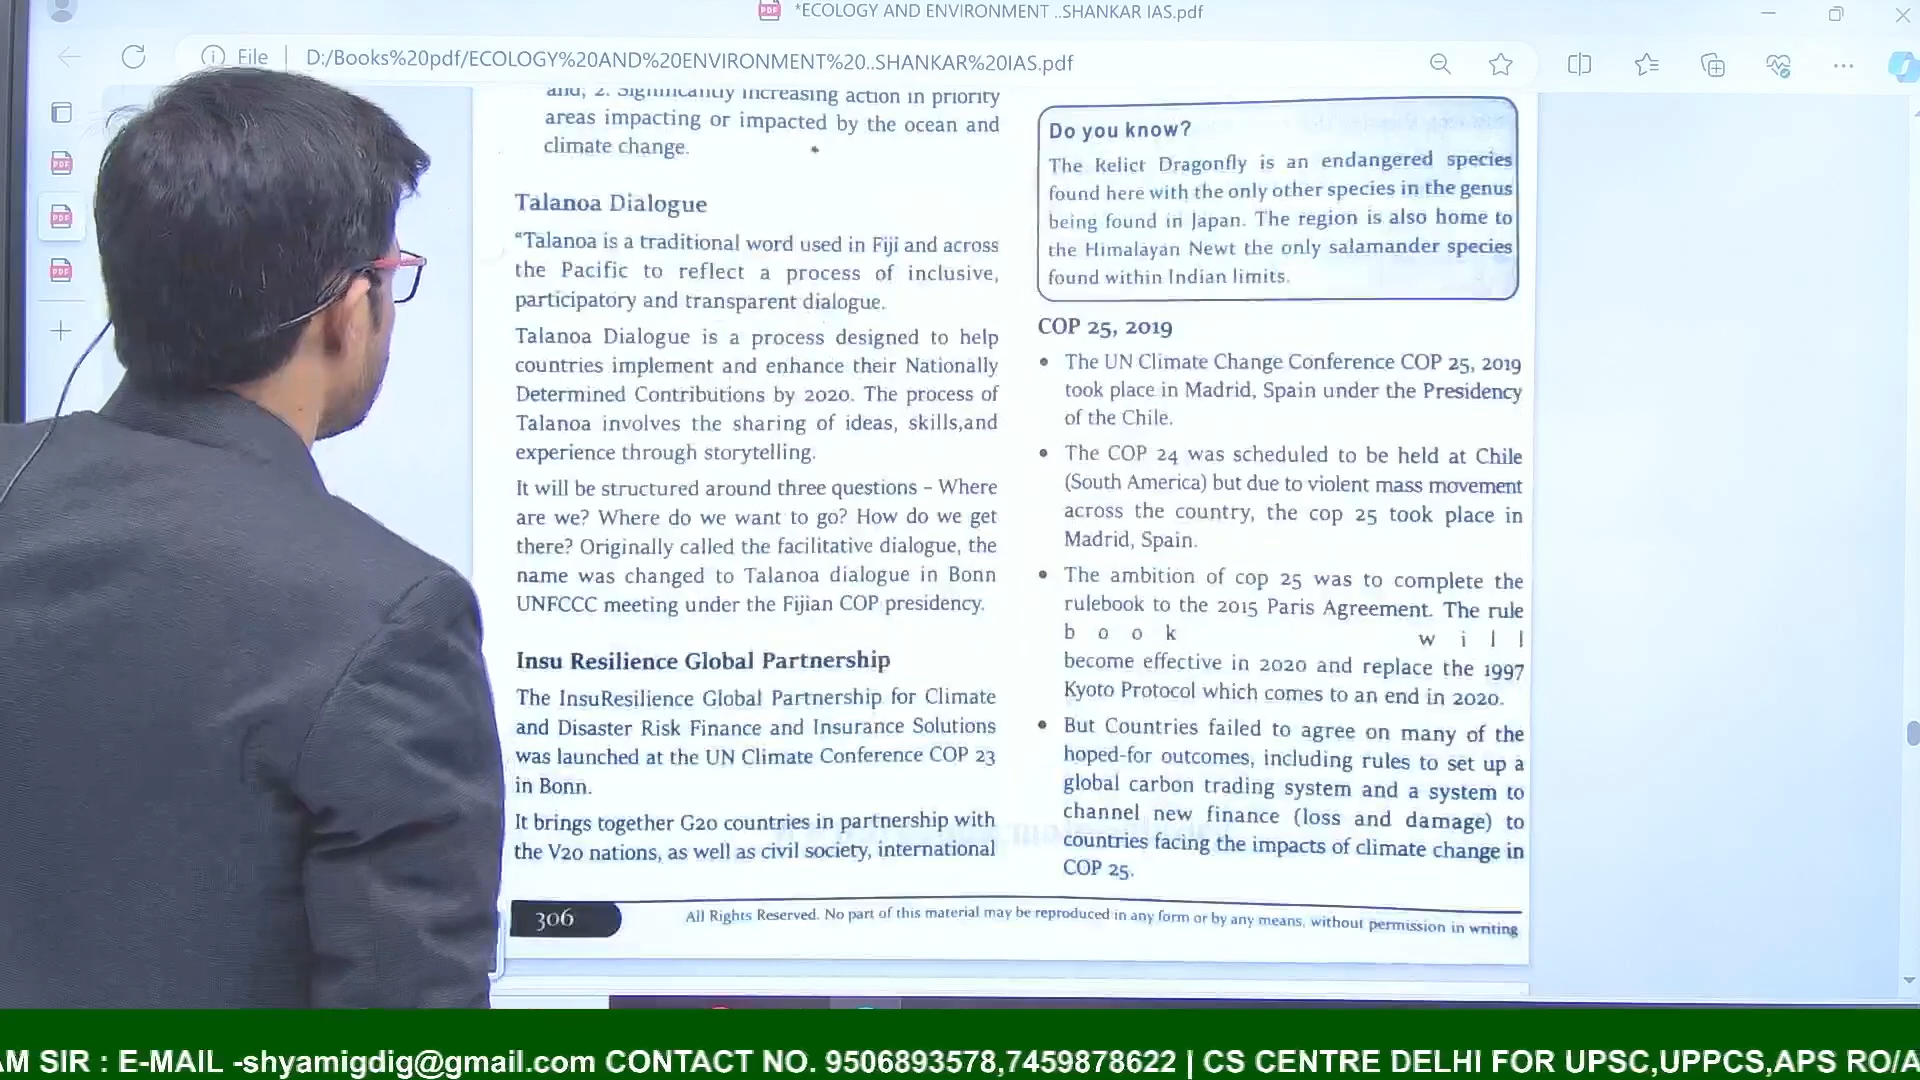 *ECOLOGY AND ENVIRONMENT ..SHANKAR IAS.pdf
File
D:/Books%20pdf/ECOLOGY%20AND%20ENVIRONMENT%20..SHANKAR%20IAS.pdf
and, 2. Significantly increasing action in priority
areas impacting or impacted by the ocean and
climate change.
Talanoa Dialogue
“Talanoa is a traditional word used in Fiji and across
the Pacific to reflect a process of inclusive,
participatory and transparent dialogue.
Talanoa Dialogue is a process designed to help
countries implement and enhance their Nationally
Determined Contributions by 2020. The process of
Talanoa involves the sharing of ideas, skills,and
experience through storytelling.
It will be structured around three questions – Where
are we? Where do we want to go? How do we get
there? Originally called the facilitative dialogue, the
name was changed to Talanoa dialogue in Bonn
UNFCCC meeting under the Fijian COP presidency.
Insu Resilience Global Partnership
The InsuResilience Global Partnership for Climate
and Disaster Risk Finance and Insurance Solutions
was launched at the UN Climate Conference COP 23
in Bonn.
It brings together G20 countries in partnership with
the V20 nations, as well as civil society, international
Do you know?
The Relict Dragonfly is an endangered species
found here with the only other species in the genus
being found in Japan. The region is also home to
the Himalayan Newt the only salamander species
found within Indian limits.
COP 25, 2019
• The UN Climate Change Conference COP 25, 2019
took place in Madrid, Spain under the Presidency
of the Chile.
• The COP 24 was scheduled to be held at Chile
(South America) but due to violent mass movement
across the country, the cop 25 took place in
Madrid, Spain.
• The ambition of cop 25 was to complete the
rulebook to the 2015 Paris Agreement. The rule
b o o k w i l l
become effective in 2020 and replace the 1997
Kyoto Protocol which comes to an end in 2020.
• But Countries failed to agree on many of the
hoped-for outcomes, including rules to set up a
global carbon trading system and a system to
channel new finance (loss and damage) to
countries facing the impacts of climate change in
COP 25.
306
All Rights Reserved. No part of this material may be reproduced in any form or by any means, without permission in writing
AM SIR : E-MAIL -shyamigdig@gmail.com CONTACT NO. 9506893578,7459878622 | CS CENTRE DELHI FOR UPSC,UPPCS,APS RO/A